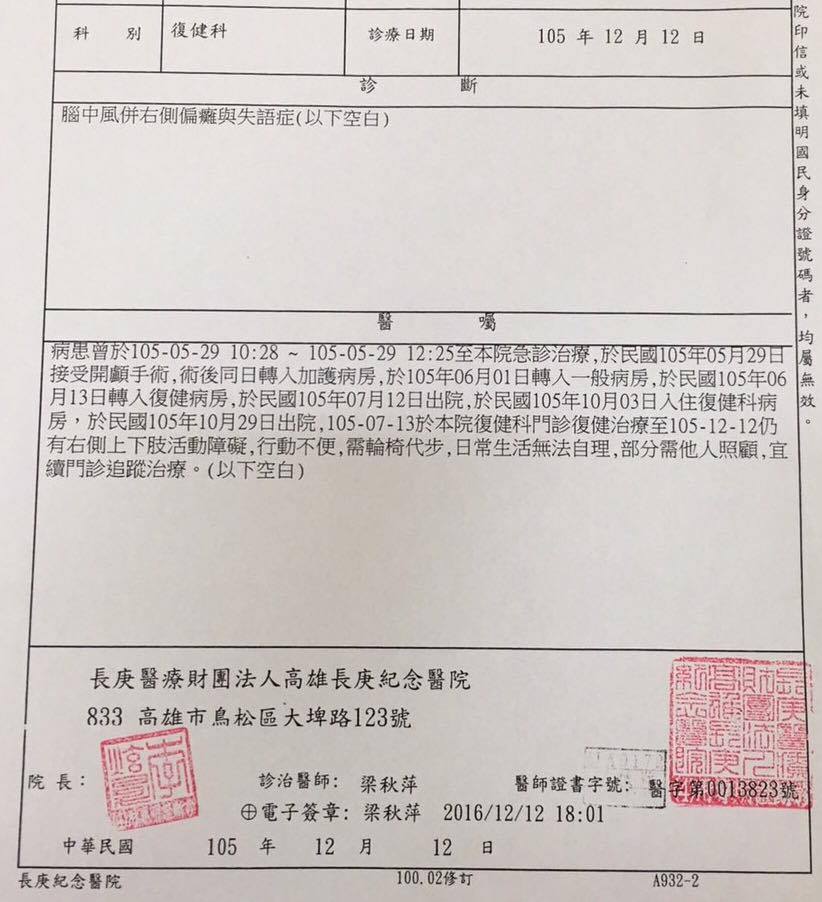 科 別 復健科 診療日期 105 年 12 月 12 日
診 斷
腦中風併右側偏癱與失語症(以下空白)
醫 囑
病患曾於105-05-29 10:28 ~ 105-05-29 12:25至本院急診治療,於民國105年05月29日
接受開顱手術,術後同日轉入加護病房,於105年06月01日轉入一般病房,於民國105年06
月13日轉入復健病房,於民國105年07月12日出院,於民國105年10月03日入住復健科病
房，於民國105年10月29日出院,105-07-13於本院復健科門診復健治療至105-12-12仍
有右側上下肢活動障礙,行動不便,需輪椅代步,日常生活無法自理,部分需他人照顧,宜
續門診追蹤治療。(以下空白)
長庚醫療財團法人高雄長庚紀念醫院
833 高雄市鳥松區大埤路123號
院長：
診治醫師: 梁秋萍 醫師證書字號: 醫字第0013823號
電子簽章: 梁秋萍 2016/12/12 18:01
中華民國 105 年 12 月 12 日
長庚紀念醫院 100.02修訂 A932-2
院印信或未填明國民身分證號碼者，均屬無效。